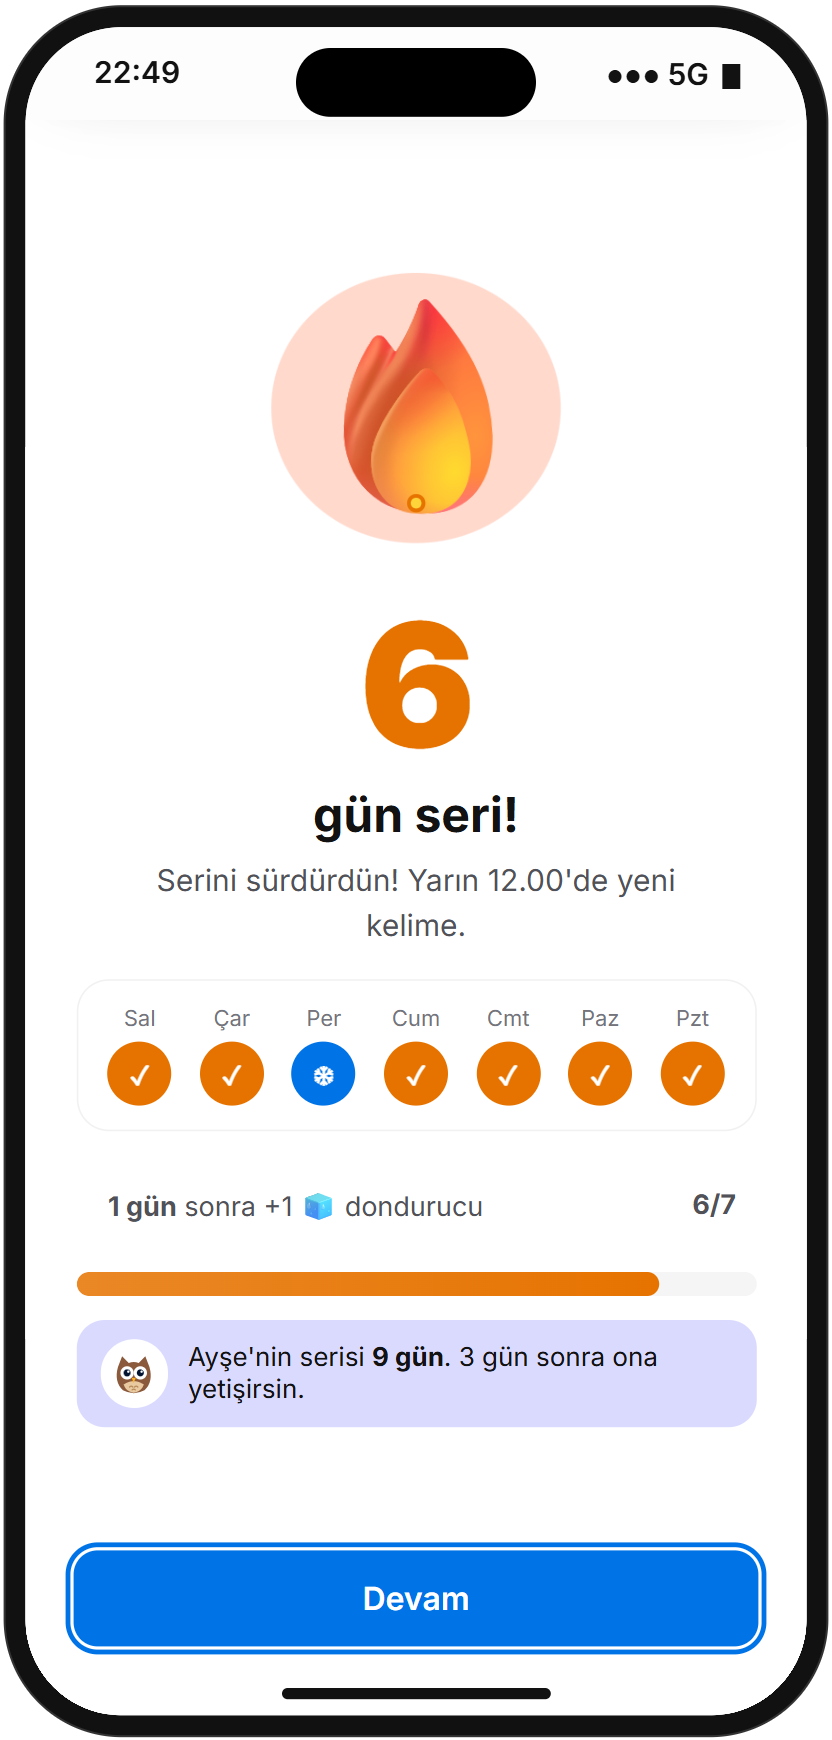 22:49
5G
6
gün seri!
Serini sürdürdün! Yarın 12.00'de yeni
kelime.
Sal Çar Per Cum Cmt Paz Pzt
1 gün sonra +1 dondurucu 6/7
Ayşe'nin serisi 9 gün. 3 gün sonra ona
yetişirsin.
Devam